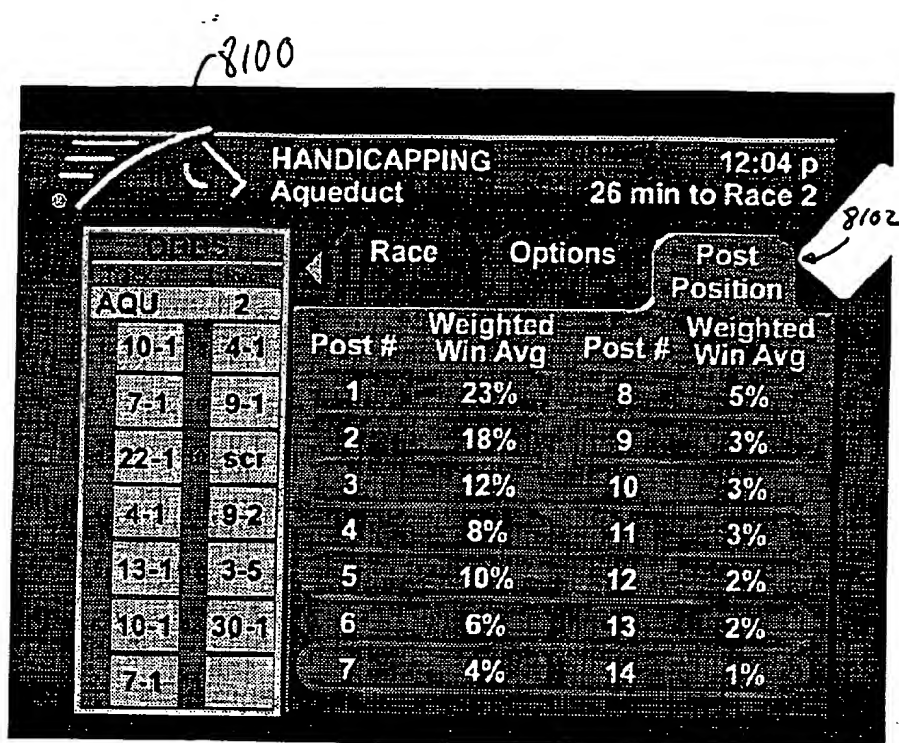 8100
HANDICAPPING 12:04 p
Aqueduct 26 min to Race 2
®
8102
ODDS
AQU 2
10-1 4-1
7-1 9-1
22-1 scr
4-1 9-2
13-1 3-5
10-1 30-1
7-1
Race Options Post Position
Post # Weighted Win Avg Post # Weighted Win Avg
1 23% 8 5%
2 18% 9 3%
3 12% 10 3%
4 8% 11 3%
5 10% 12 2%
6 6% 13 2%
7 4% 14 1%